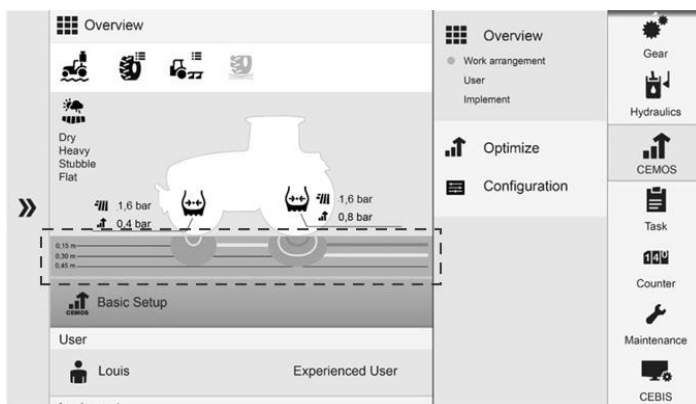 Overview
Dry
Heavy
Stubble
Flat
1,6 bar
0,4 bar
1,6 bar
0,8 bar
0,15 m
0,30 m
0,45 m
CEMOS
Basic Setup
User
Louis Experienced User
Overview
Work arrangement
User
Implement
Optimize
Configuration
Gear
Hydraulics
CEMOS
Task
Counter
Maintenance
CEBIS